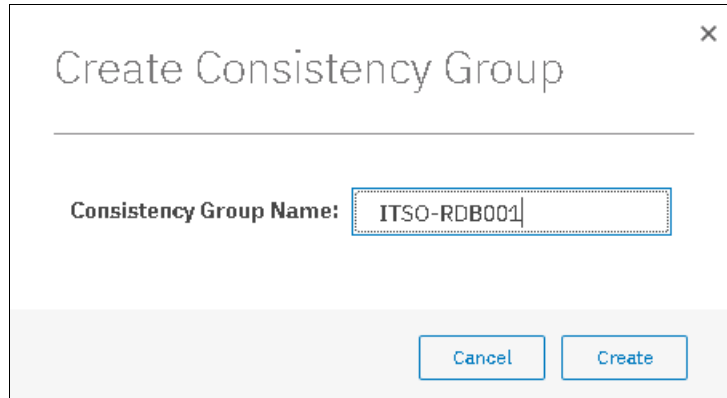 Create Consistency Group
Consistency Group Name: ITSO-RDB001
Cancel Create